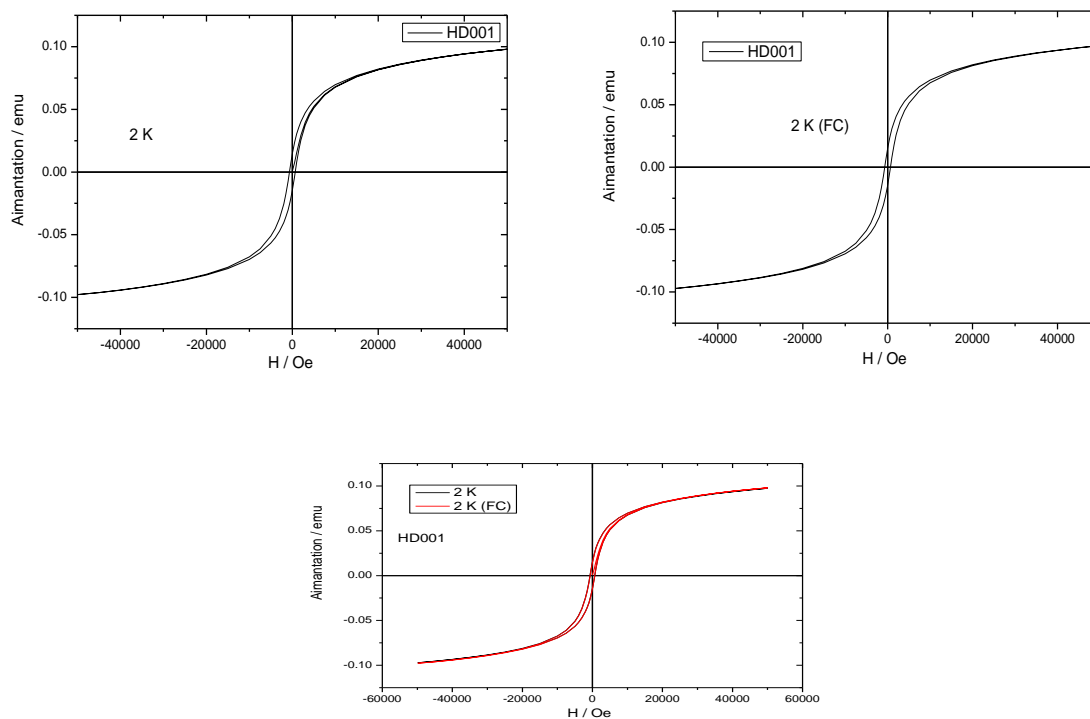 HD001
0.10
0.05
0.00
-0.05
-0.10
Aimantation / emu
2 K
-40000 -20000 0 20000 40000
H / Oe
HD001
0.10
0.05
0.00
-0.05
-0.10
Aimantation / emu
2 K (FC)
-40000 -20000 0 20000 40000
H / Oe
2 K
2 K (FC)
HD001
0.10
0.05
0.00
-0.05
-0.10
Aimantation / emu
-60000 -40000 -20000 0 20000 40000 60000
H / Oe